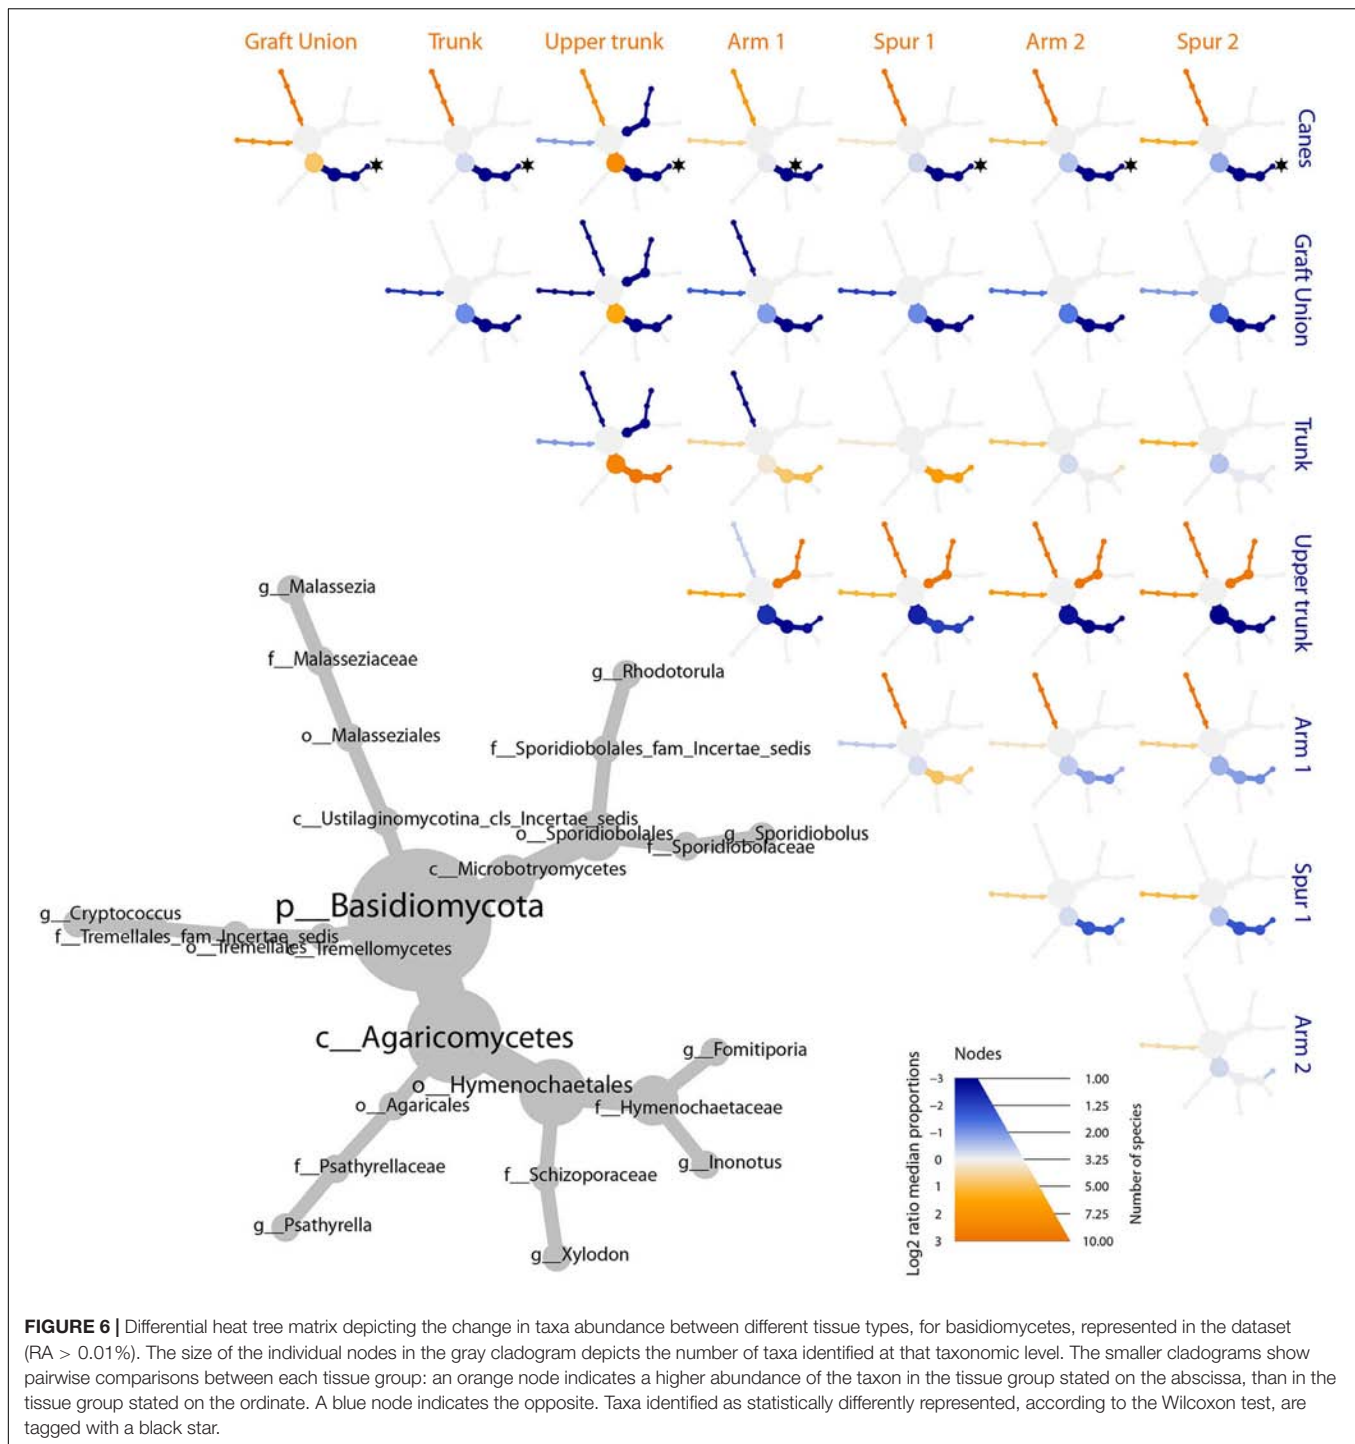 Graft Union Trunk Upper trunk Arm 1 Spur 1 Arm 2 Spur 2
Canes
Graft Union
Trunk
Upper trunk
Arm 1
Spur 1
Arm 2
g__Malassezia
f__Malasseziaceae
g__Rhodotorula
o__Malasseziales
f__Sporidiobolales_fam_Incertae_sedis
c__Ustilaginomycotina_cls_Incertae_sedis
o__Sporidiobolales
g__Sporidiobolus
f__Sporidiobolaceae
c__Microbotryomycetes
p__Basidiomycota
g__Cryptococcus
f__Tremellales_fam_Incertae_sedis
o__Tremellales
c__Tremellomycetes
c__Agaricomycetes
g__Fomitiporia
o__Hymenochaetales
o__Agaricales
f__Hymenochaetaceae
f__Psathyrellaceae
g__Inonotus
f__Schizoporaceae
g__Psathyrella
g__Xylodon
Nodes
Log2 ratio median proportions
Number of species
−3 1.00
−2 1.25
−1 2.00
0 3.25
1 5.00
2 7.25
3 10.00
FIGURE 6 | Differential heat tree matrix depicting the change in taxa abundance between different tissue types, for basidiomycetes, represented in the dataset
(RA > 0.01%). The size of the individual nodes in the gray cladogram depicts the number of taxa identified at that taxonomic level. The smaller cladograms show
pairwise comparisons between each tissue group: an orange node indicates a higher abundance of the taxon in the tissue group stated on the abscissa, than in the
tissue group stated on the ordinate. A blue node indicates the opposite. Taxa identified as statistically differently represented, according to the Wilcoxon test, are
tagged with a black star.